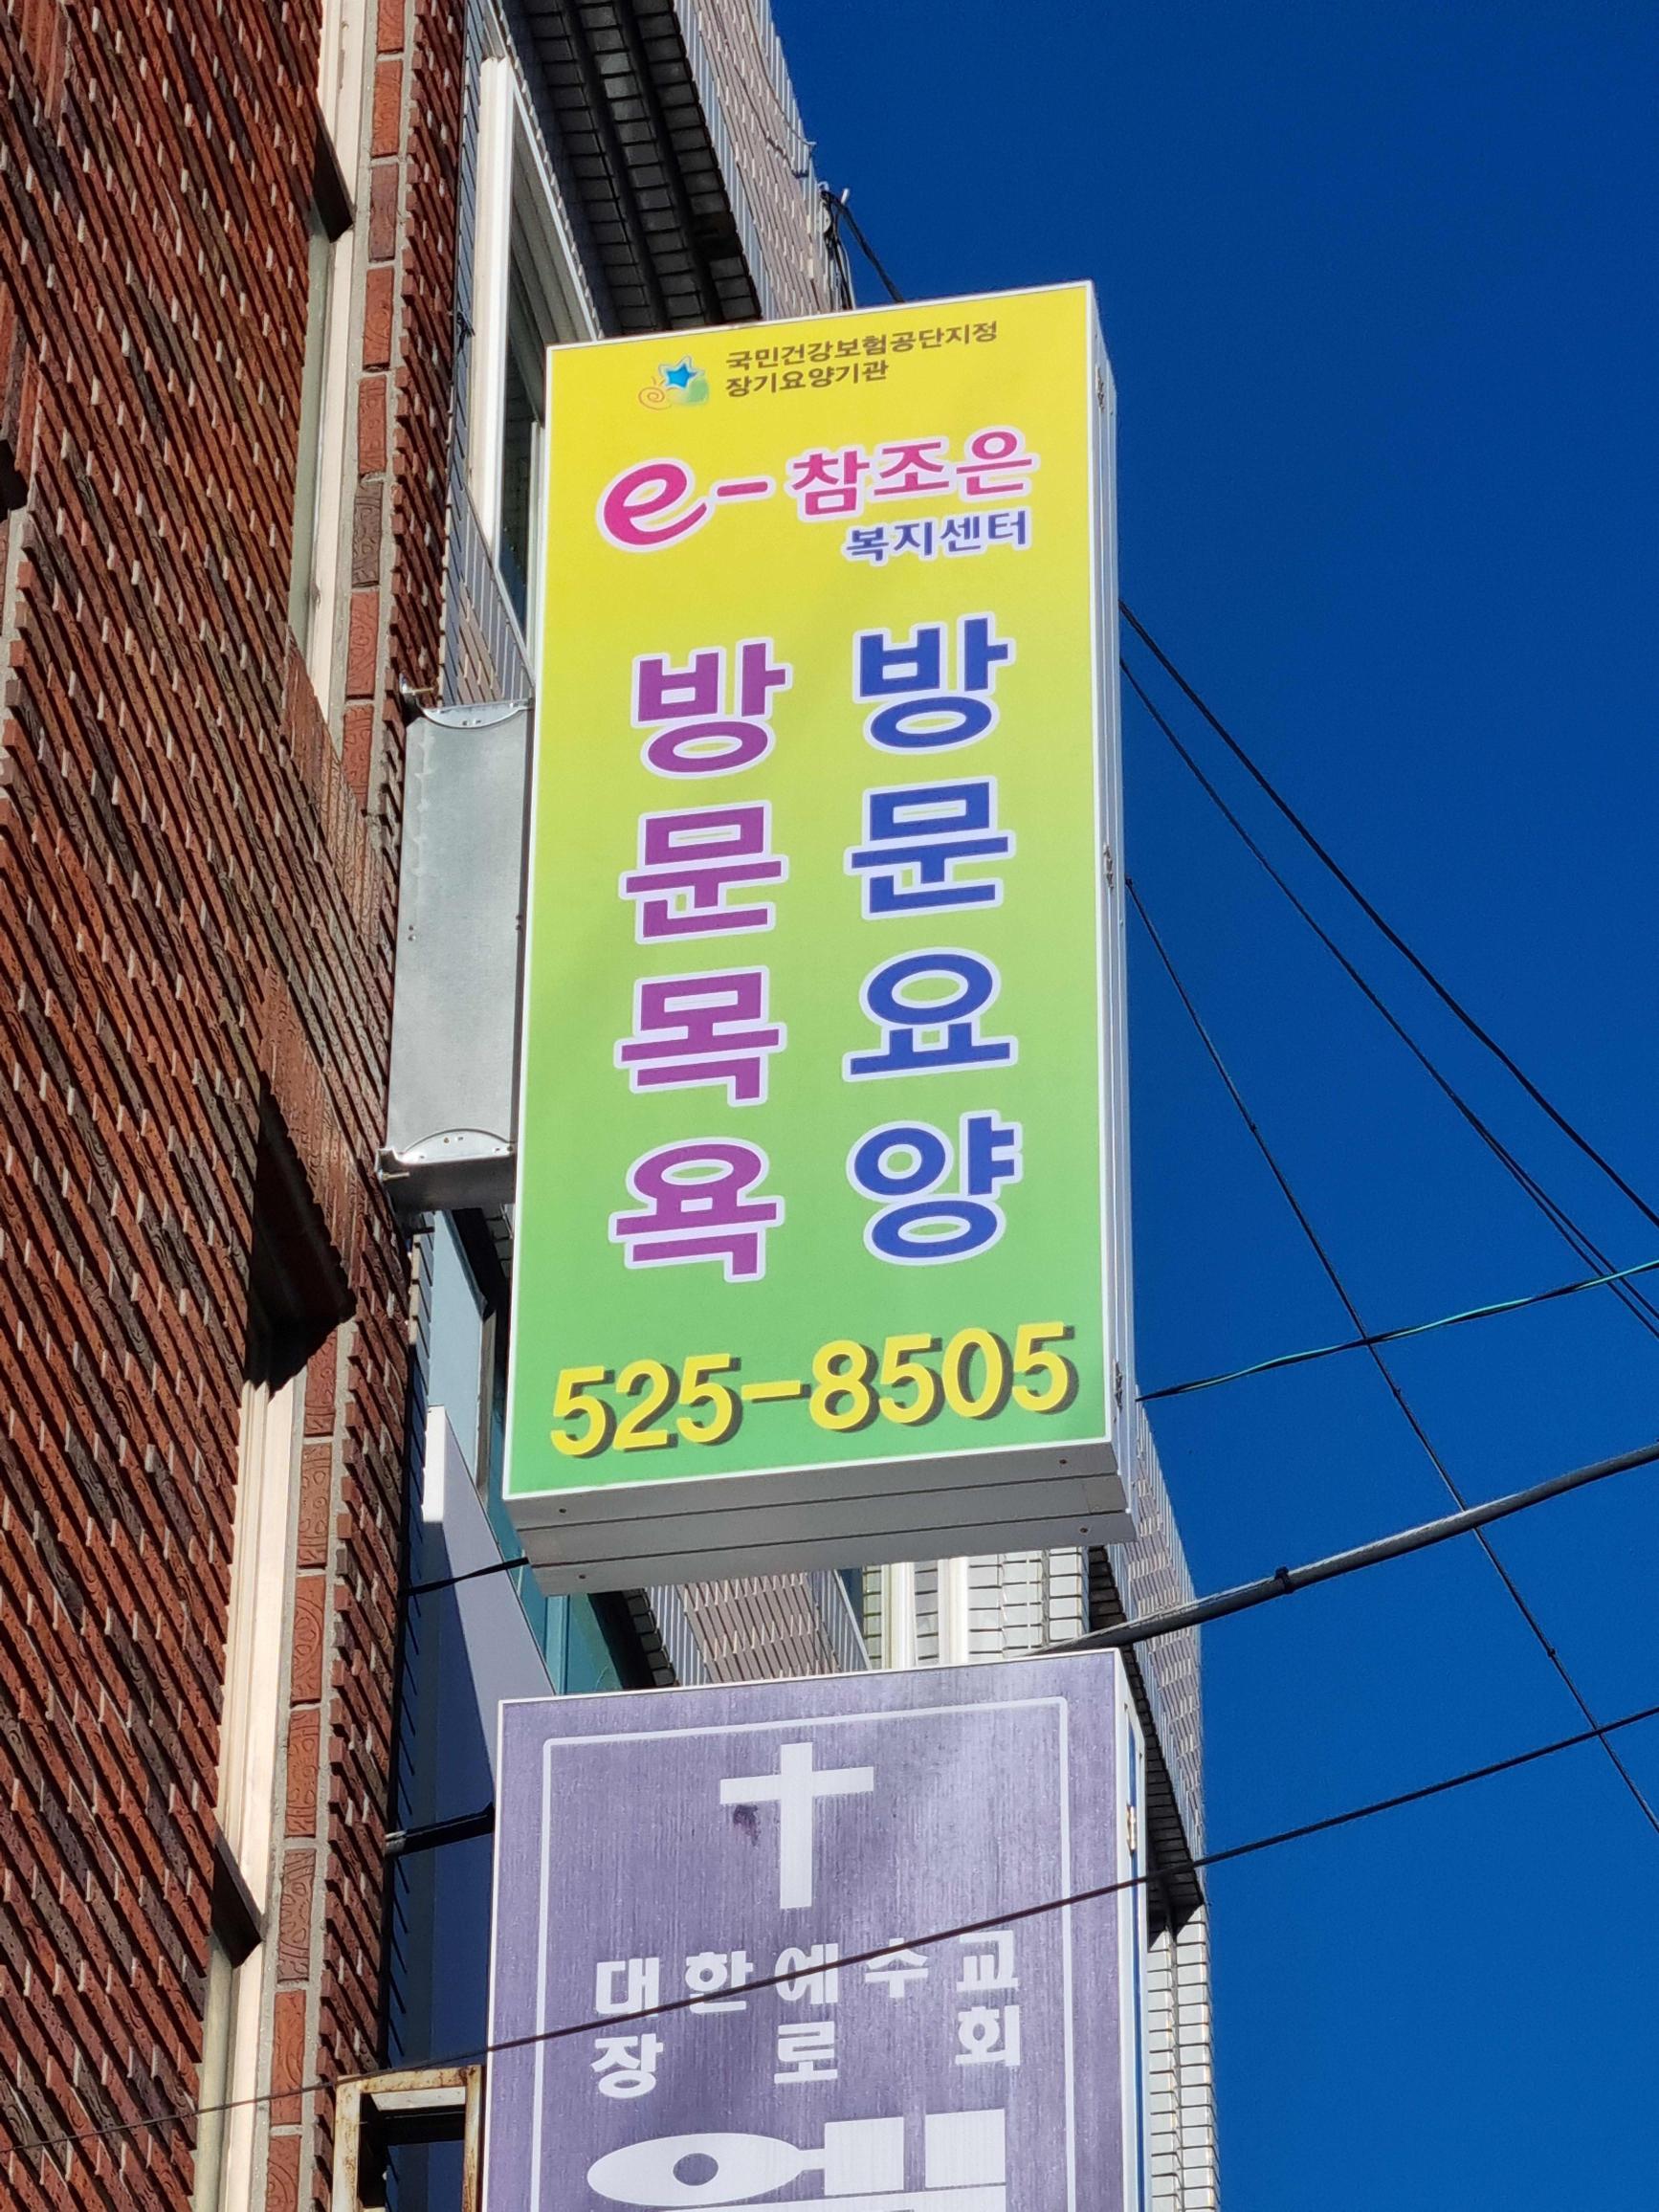 국민건강보험공단지정
장기요양기관
e-참조은
복지센터
방문요양
방문목욕
525-8505
대한예수교
장로회